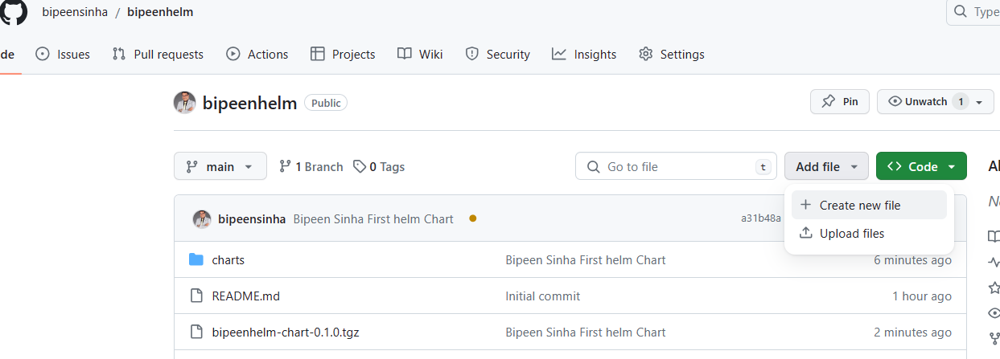 bipeensinha / bipeenhelm
Type
de Issues Pull requests Actions Projects Wiki Security Insights Settings
bipeenhelm Public
Pin Unwatch 1
main 1 Branch 0 Tags Go to file t Add file <> Code
bipeensinha Bipeen Sinha First helm Chart a31b48a
Create new file
Upload files
charts Bipeen Sinha First helm Chart 6 minutes ago
README.md Initial commit 1 hour ago
bipeenhelm-chart-0.1.0.tgz Bipeen Sinha First helm Chart 2 minutes ago